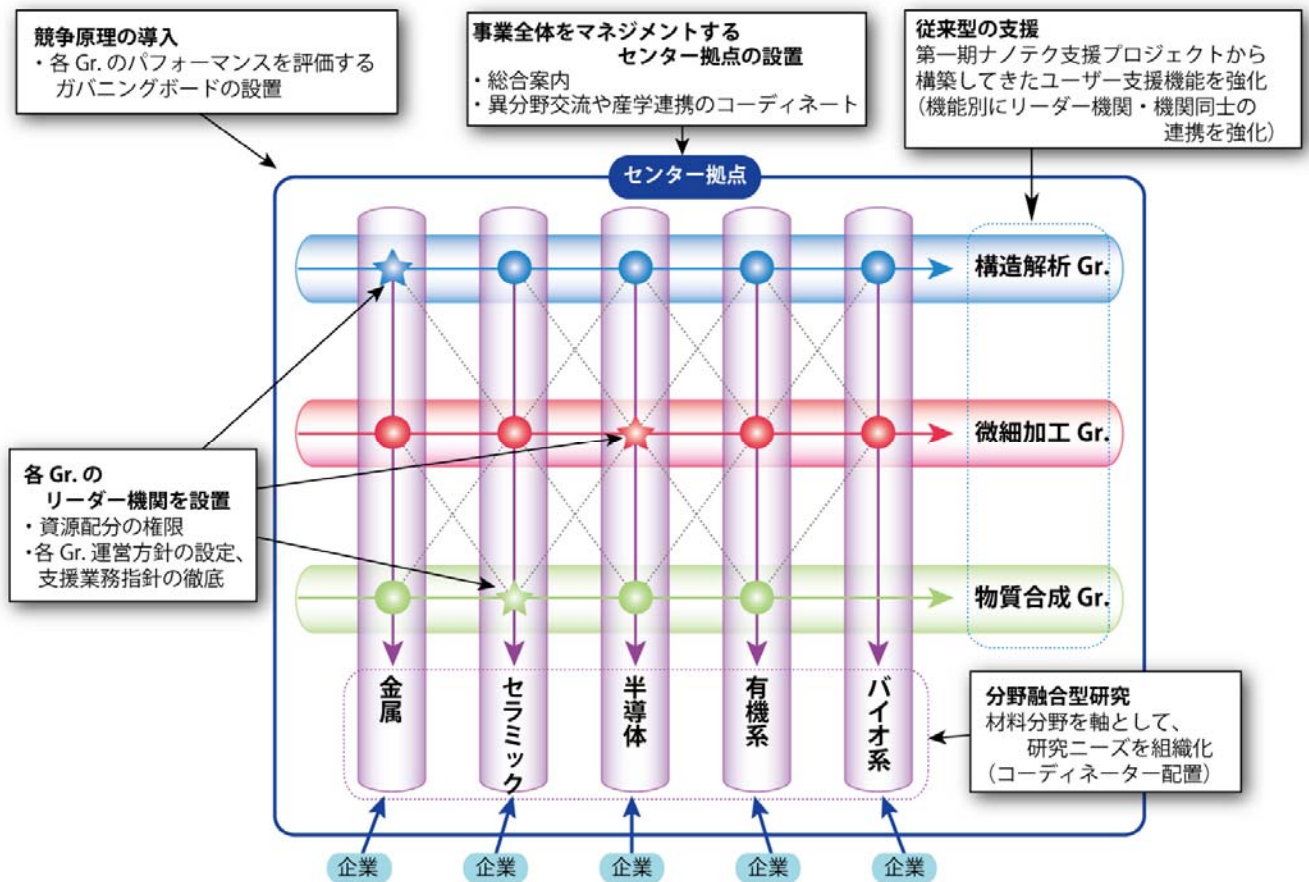 競争原理の導入
・各 Gr. のパフォーマンスを評価する
ガバニングボードの設置
事業全体をマネジメントする
センター拠点の設置
・総合案内
・異分野交流や産学連携のコーディネート
従来型の支援
第一期ナノテク支援プロジェクトから
構築してきたユーザー支援機能を強化
（機能別にリーダー機関・機関同士の
連携を強化）
センター拠点
構造解析 Gr.
微細加工 Gr.
各 Gr. の
リーダー機関を設置
・資源配分の権限
・各 Gr. 運営方針の設定、
支援業務指針の徹底
物質合成 Gr.
金属
セラミック
半導体
有機系
バイオ系
分野融合型研究
材料分野を軸として、
研究ニーズを組織化
（コーディネーター配置）
企業
企業
企業
企業
企業